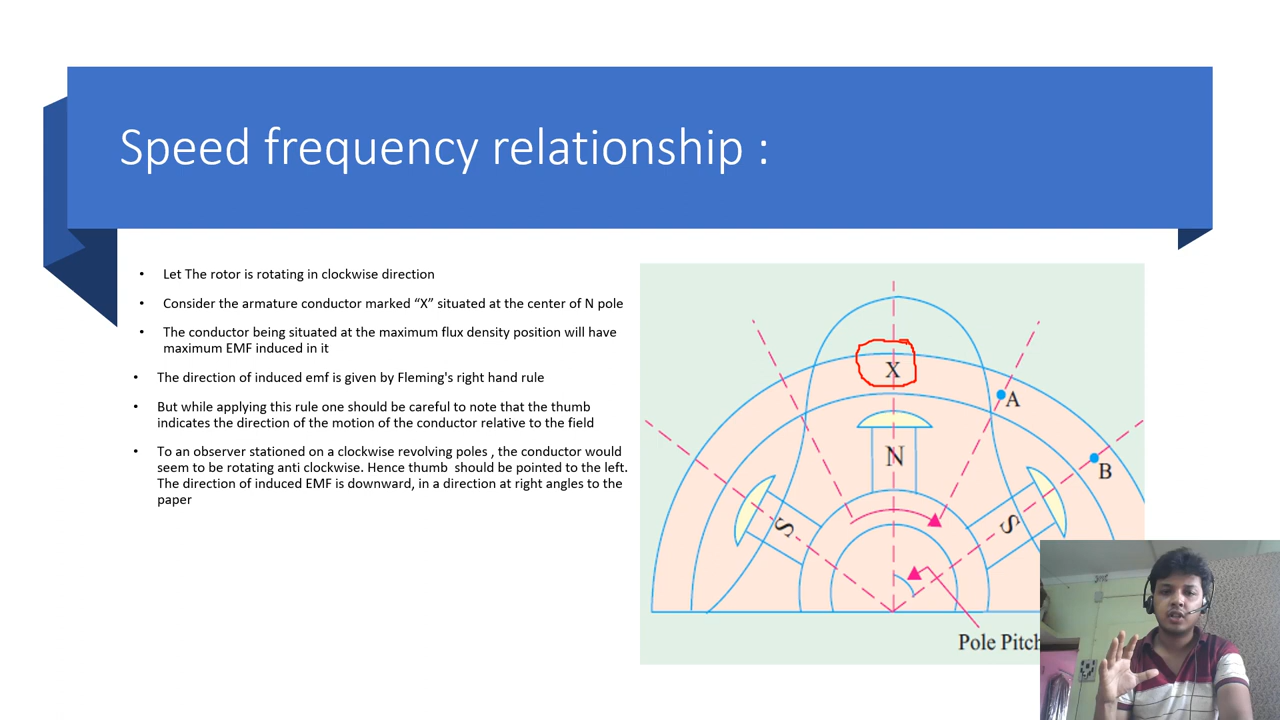 Speed frequency relationship :
• Let The rotor is rotating in clockwise direction
• Consider the armature conductor marked “X” situated at the center of N pole
• The conductor being situated at the maximum flux density position will have
maximum EMF induced in it
• The direction of induced emf is given by Fleming's right hand rule
• But while applying this rule one should be careful to note that the thumb
indicates the direction of the motion of the conductor relative to the field
• To an observer stationed on a clockwise revolving poles , the conductor would
seem to be rotating anti clockwise. Hence thumb should be pointed to the left.
The direction of induced EMF is downward, in a direction at right angles to the
paper
X
A
N
B
S
S
Pole Pitch